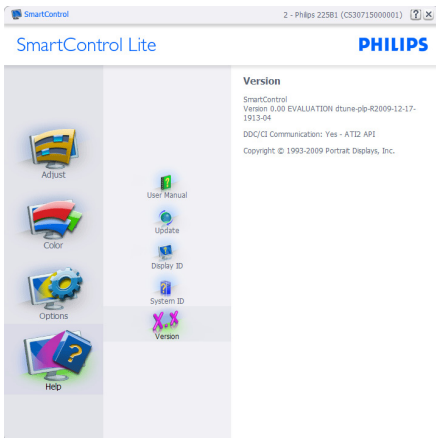 SmartControl
2 - Philips 225B1 (CS30715000001)
SmartControl Lite
PHILIPS
Version
SmartControl
Version 0.00 EVALUATION dtune-plp-R2009-12-17-
1913-04
DDC/CI Communication: Yes - ATI2 API
Copyright © 1993-2009 Portrait Displays, Inc.
Adjust
Color
Options
Help
User Manual
Update
Display ID
System ID
X.X
Version